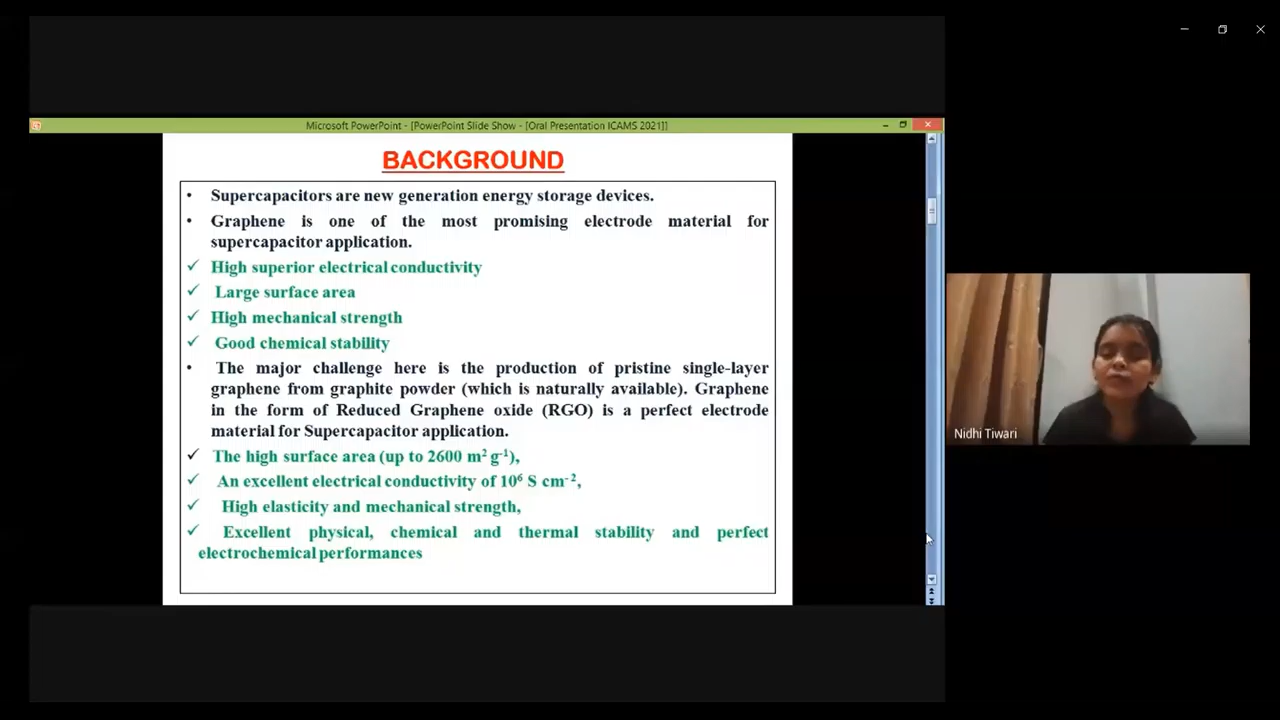 Microsoft PowerPoint - [PowerPoint Slide Show - [Oral Presentation ICAMS 2021]]
BACKGROUND
• Supercapacitors are new generation energy storage devices.
• Graphene is one of the most promising electrode material for
supercapacitor application.
✓ High superior electrical conductivity
✓ Large surface area
✓ High mechanical strength
✓ Good chemical stability
• The major challenge here is the production of pristine single-layer
graphene from graphite powder (which is naturally available). Graphene
in the form of Reduced Graphene oxide (RGO) is a perfect electrode
material for Supercapacitor application.
✓ The high surface area (up to 2600 m² g⁻¹),
✓ An excellent electrical conductivity of 10⁶ S cm⁻²,
✓ High elasticity and mechanical strength,
✓ Excellent physical, chemical and thermal stability and perfect
electrochemical performances
Nidhi Tiwari